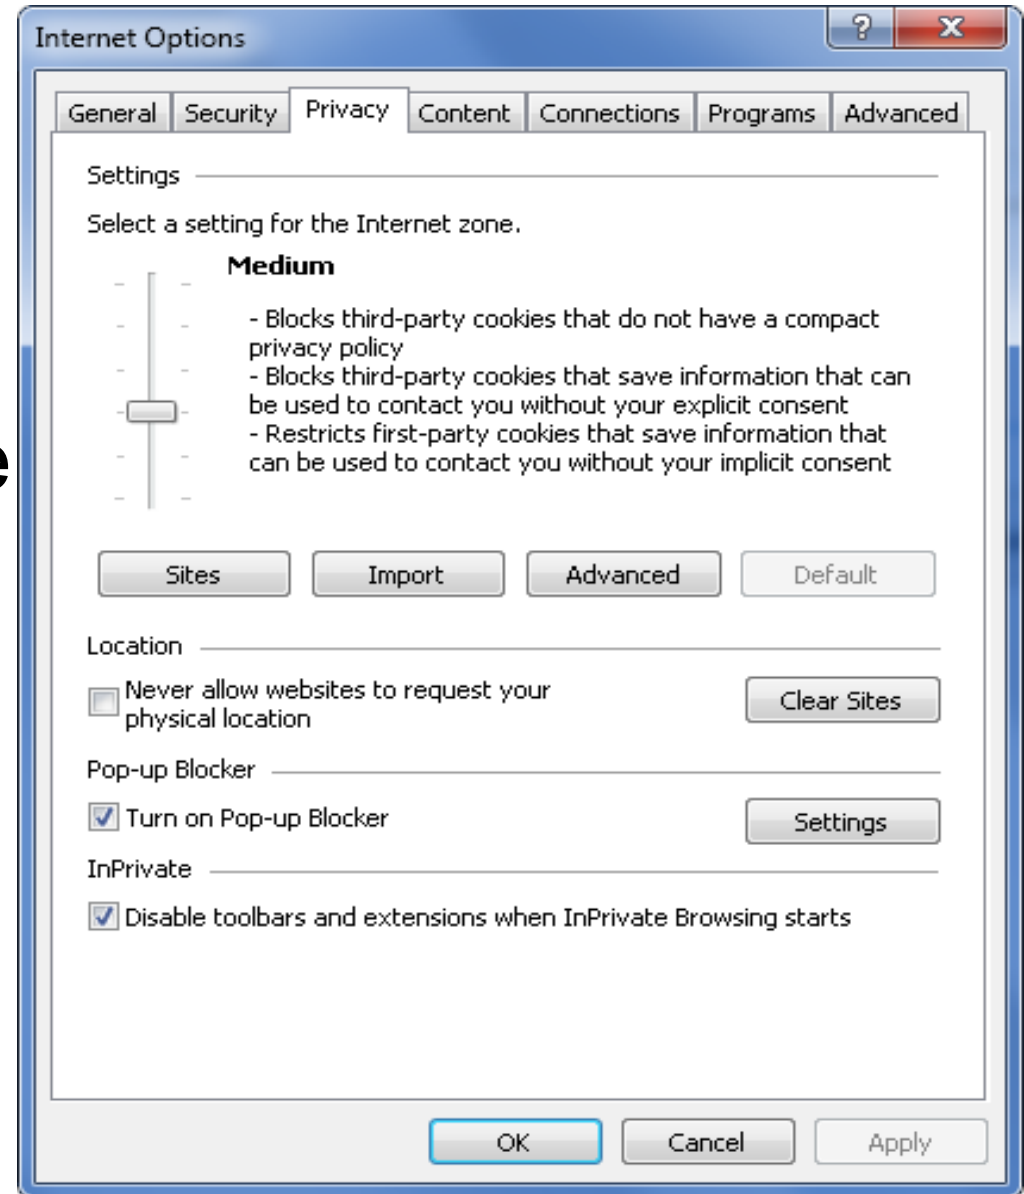 Internet Options
?
X
General Security Privacy Content Connections Programs Advanced
Settings
Select a setting for the Internet zone.
Medium
- Blocks third-party cookies that do not have a compact
privacy policy
- Blocks third-party cookies that save information that can
be used to contact you without your explicit consent
- Restricts first-party cookies that save information that
can be used to contact you without your implicit consent
e
Sites Import Advanced Default
Location
Never allow websites to request your
physical location
Clear Sites
Pop-up Blocker
Turn on Pop-up Blocker
Settings
InPrivate
Disable toolbars and extensions when InPrivate Browsing starts
OK Cancel Apply